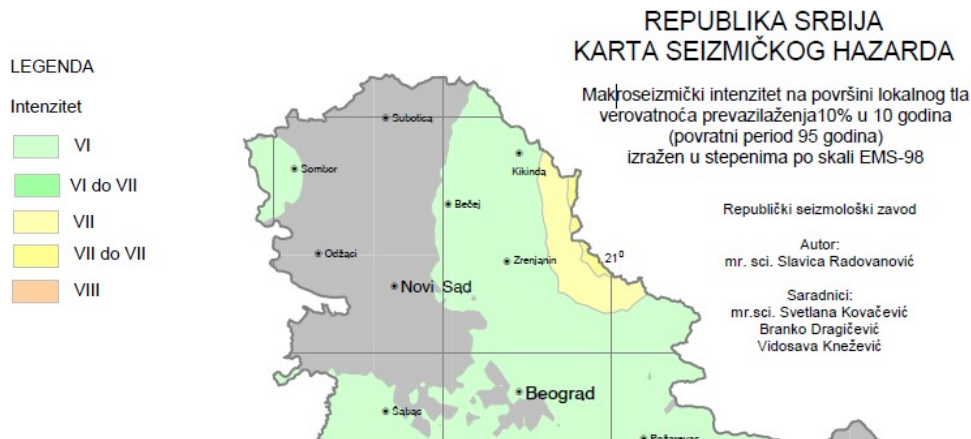 REPUBLIKA SRBIJA
KARTA SEIZMIČKOG HAZARDA
Makroseizmički intenzitet na površini lokalnog tla
verovatnoća prevazilaženja10% u 10 godina
(povratni period 95 godina)
izražen u stepenima po skali EMS-98
Republički seizmološki zavod
Autor:
mr. sci. Slavica Radovanović
Saradnici:
mr.sci. Svetlana Kovačević
Branko Dragičević
Vidosava Knežević
LEGENDA
Intenzitet
VI
VI do VII
VII
VII do VII
VIII
Subotica
Sombor
Kikinda
Bečej
Odžaci
Zrenjanin
21⁰
Novi Sad
Beograd
Šabac
Požarevac